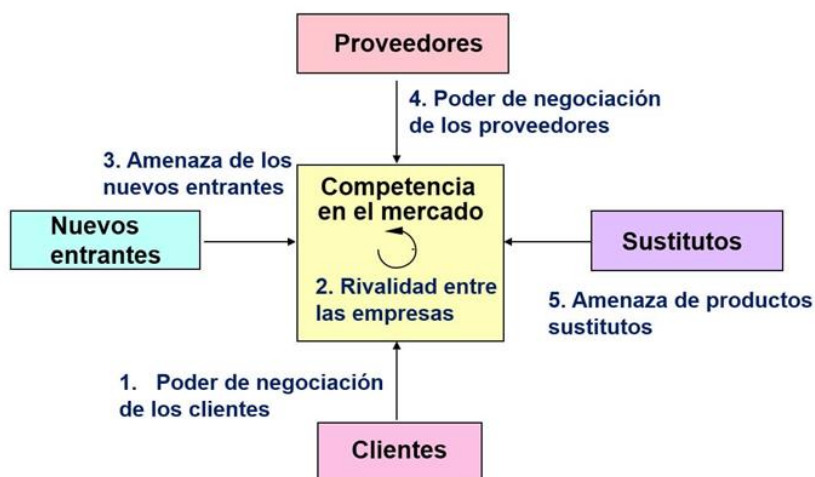 Proveedores
4. Poder de negociación
de los proveedores
3. Amenaza de los
nuevos entrantes
Competencia
en el mercado
Nuevos
entrantes
Sustitutos
2. Rivalidad entre
las empresas
5. Amenaza de productos
sustitutos
1. Poder de negociación
de los clientes
Clientes